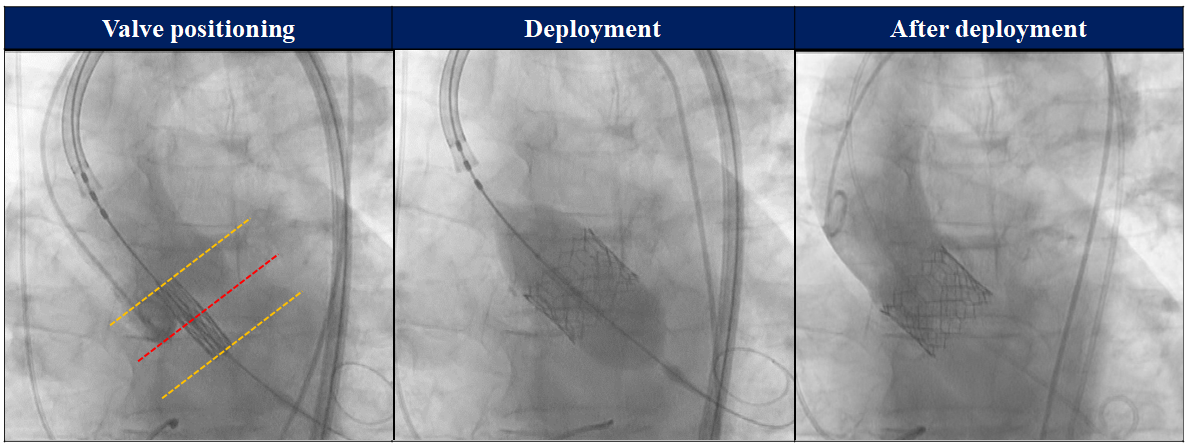 Valve positioning
Deployment
After deployment